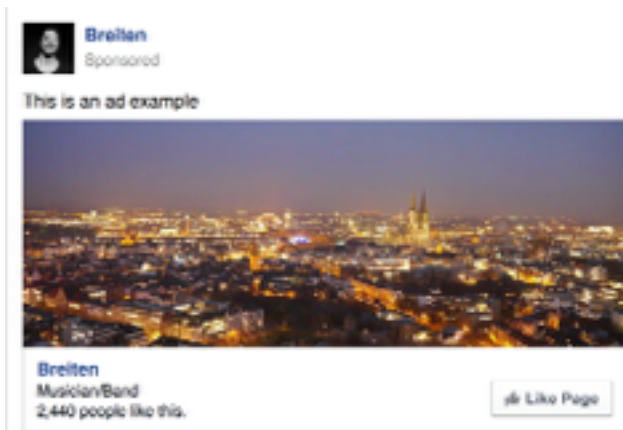 Breiten
Sponsored
This is an ad example
Breiten
Musician/Band
2,440 people like this.
Like Page